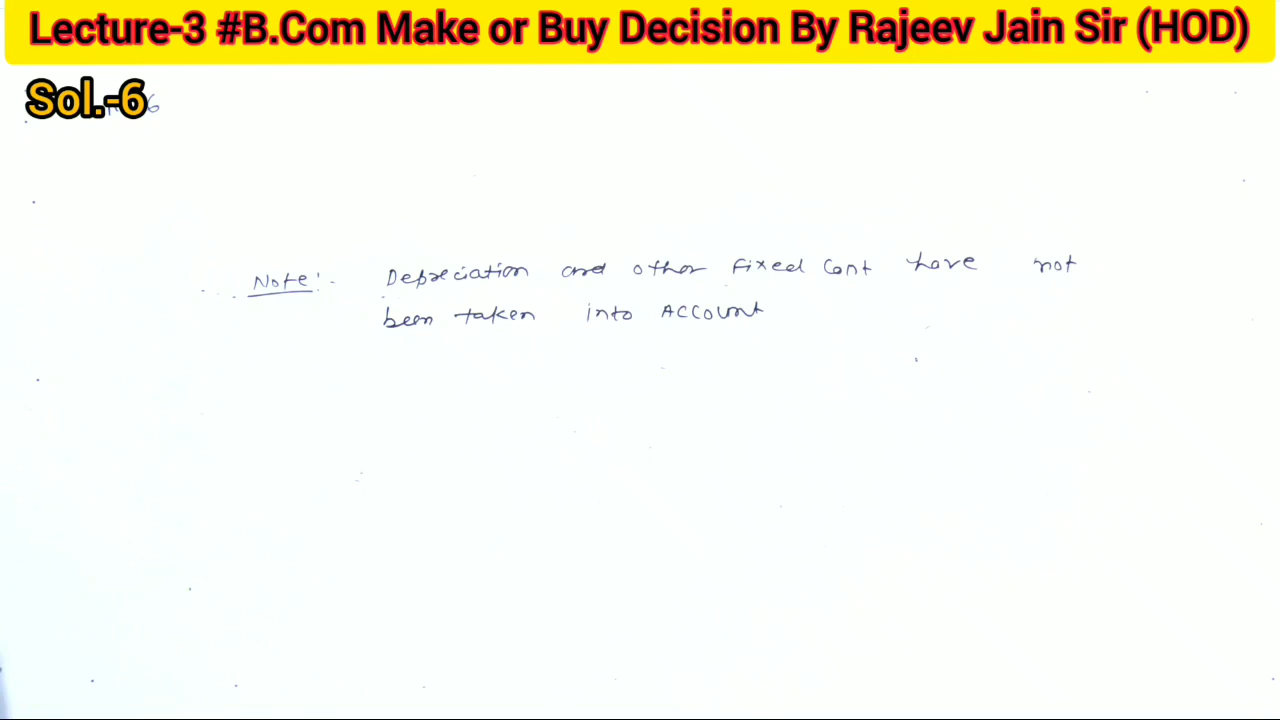 Lecture-3 #B.Com Make or Buy Decision By Rajeev Jain Sir (HOD)
Sol.-6 6
Note:- Depreciation and other Fixed Cost have not
been taken into Account